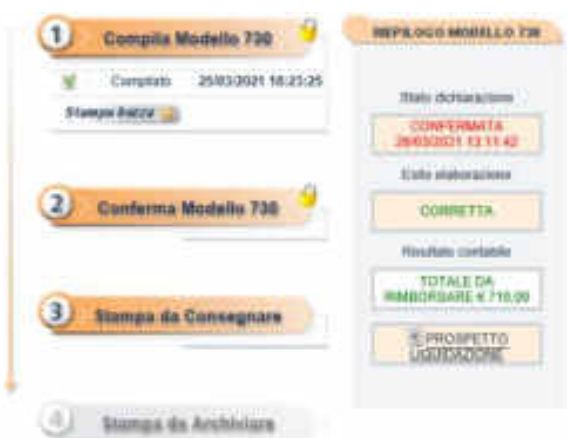 1 Compila Modello 730
Compilato 25/03/2021 18:23:25
Stampa Bozza
2 Conferma Modello 730
3 Stampa da Consegnare
4 Stampa da Archiviare
RIEPILOGO MODELLO 730
Stato dichiarazione
CONFERMATA
26/03/2021 13:11:42
Esito elaborazione
CORRETTA
Risultato contabile
TOTALE DA
RIMBORSARE € 710,00
PROSPETTO
LIQUIDAZIONE